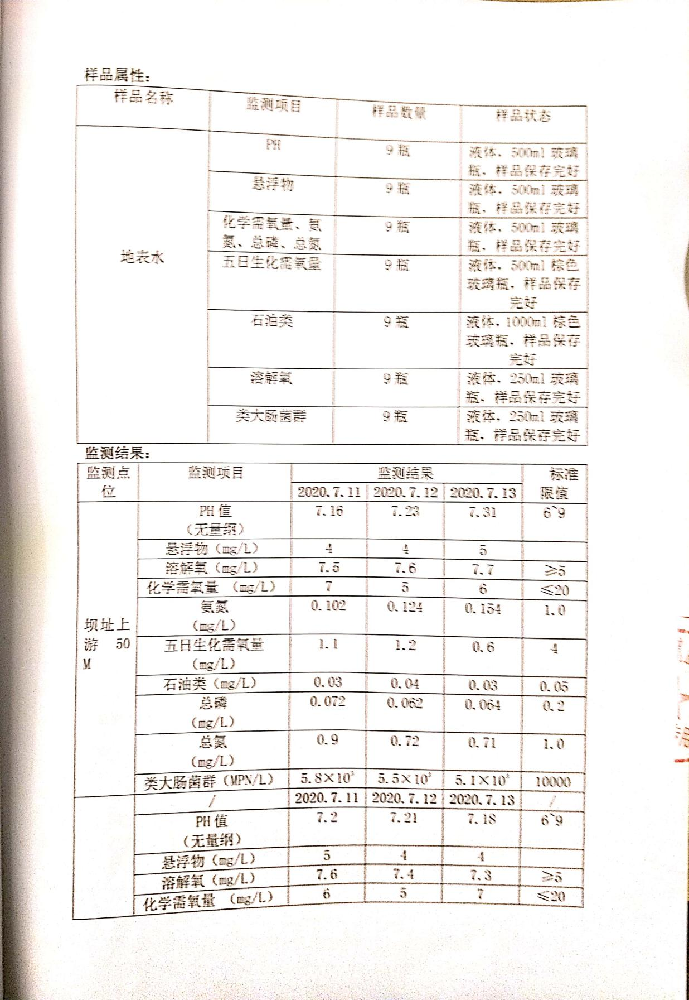 样品属性：
样品名称 监测项目 样品数量 样品状态
地表水
PH 9瓶 液体、500ml 玻璃
瓶、样品保存完好
悬浮物 9瓶 液体、500ml 玻璃
瓶、样品保存完好
化学需氧量、氨 9瓶 液体、500ml 玻璃
氮、总磷、总氮 瓶、样品保存完好
五日生化需氧量 9瓶 液体、500ml 棕色
玻璃瓶、样品保存
完好
石油类 9瓶 液体、1000ml 棕色
玻璃瓶、样品保存
完好
溶解氧 9瓶 液体、250ml 玻璃
瓶、样品保存完好
类大肠菌群 9瓶 液体、250ml 玻璃
瓶、样品保存完好
监测结果：
监测点 监测项目 监测结果 标准
位 2020.7.11 2020.7.12 2020.7.13 限值
PH 值 7.16 7.23 7.31 6~9
（无量纲）
悬浮物（mg/L） 4 4 5
溶解氧（mg/L） 7.5 7.6 7.7 ≥5
化学需氧量 （mg/L） 7 5 6 ≤20
氨氮 0.102 0.124 0.154 1.0
（mg/L）
坝址上
游 50
M
五日生化需氧量 1.1 1.2 0.6 4
（mg/L）
石油类（mg/L） 0.03 0.04 0.03 0.05
总磷 0.072 0.062 0.064 0.2
（mg/L）
总氮 0.9 0.72 0.71 1.0
（mg/L）
类大肠菌群（MPN/L） 10000
/ 2020.7.11 2020.7.12 2020.7.13 /
PH 值 7.2 7.21 7.18 6~9
（无量纲）
悬浮物（mg/L） 5 4 4
溶解氧（mg/L） 7.6 7.4 7.3 ≥5
化学需氧量 （mg/L） 6 5 7 ≤20